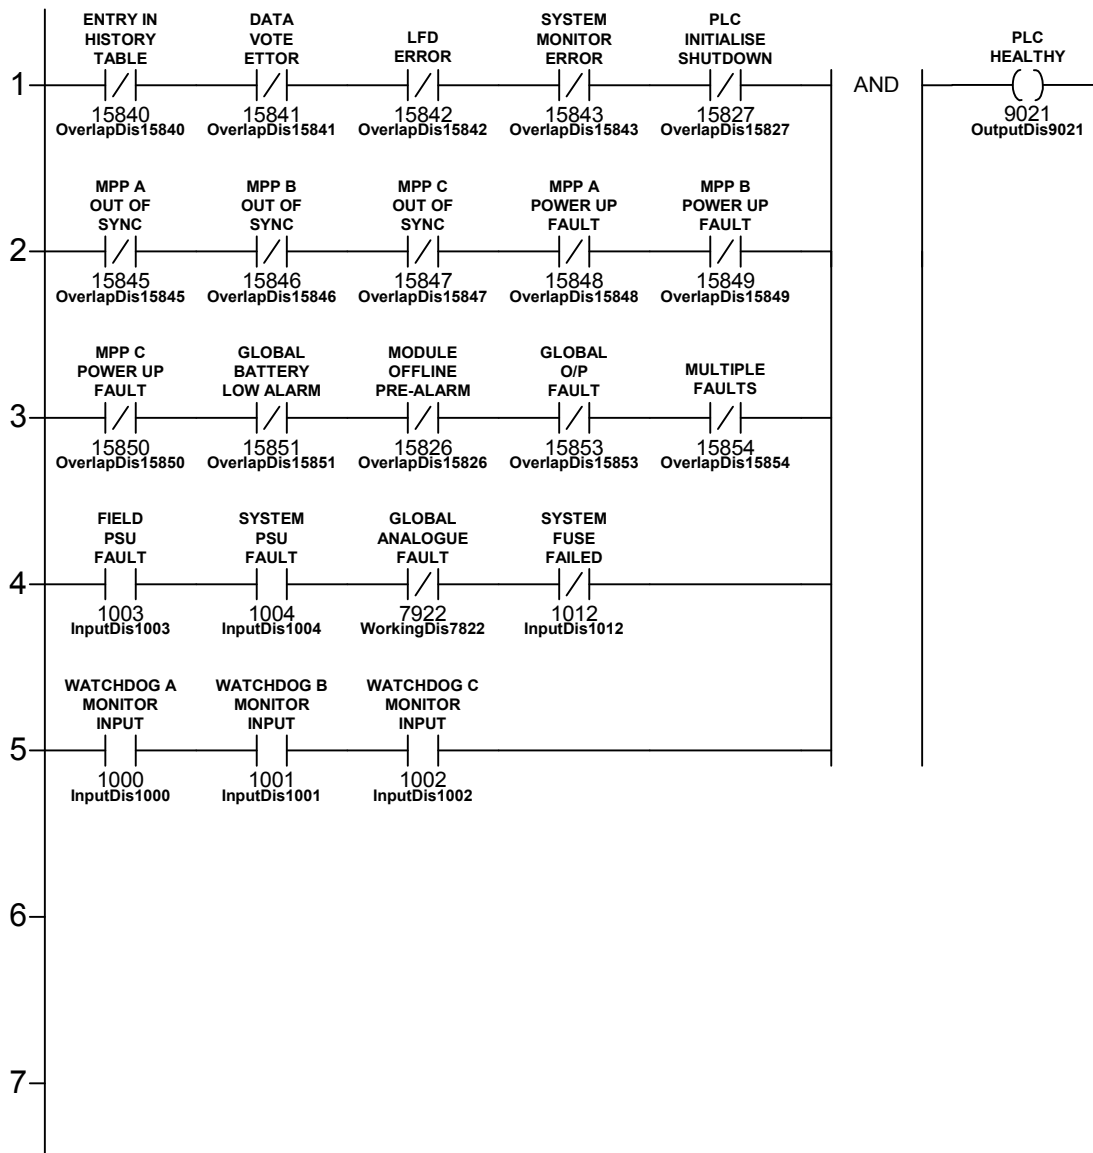 ENTRY IN
HISTORY
TABLE
DATA
VOTE
ETTOR
LFD
ERROR
SYSTEM
MONITOR
ERROR
PLC
INITIALISE
SHUTDOWN
PLC
HEALTHY
1
AND
15840
OverlapDis15840
15841
OverlapDis15841
15842
OverlapDis15842
15843
OverlapDis15843
15827
OverlapDis15827
9021
OutputDis9021
MPP A
OUT OF
SYNC
MPP B
OUT OF
SYNC
MPP C
OUT OF
SYNC
MPP A
POWER UP
FAULT
MPP B
POWER UP
FAULT
2
15845
OverlapDis15845
15846
OverlapDis15846
15847
OverlapDis15847
15848
OverlapDis15848
15849
OverlapDis15849
MPP C
POWER UP
FAULT
GLOBAL
BATTERY
LOW ALARM
MODULE
OFFLINE
PRE-ALARM
GLOBAL
O/P
FAULT
MULTIPLE
FAULTS
3
15850
OverlapDis15850
15851
OverlapDis15851
15826
OverlapDis15826
15853
OverlapDis15853
15854
OverlapDis15854
FIELD
PSU
FAULT
SYSTEM
PSU
FAULT
GLOBAL
ANALOGUE
FAULT
SYSTEM
FUSE
FAILED
4
1003
InputDis1003
1004
InputDis1004
7922
WorkingDis7822
1012
InputDis1012
WATCHDOG A
MONITOR
INPUT
WATCHDOG B
MONITOR
INPUT
WATCHDOG C
MONITOR
INPUT
5
1000
InputDis1000
1001
InputDis1001
1002
InputDis1002
6
7